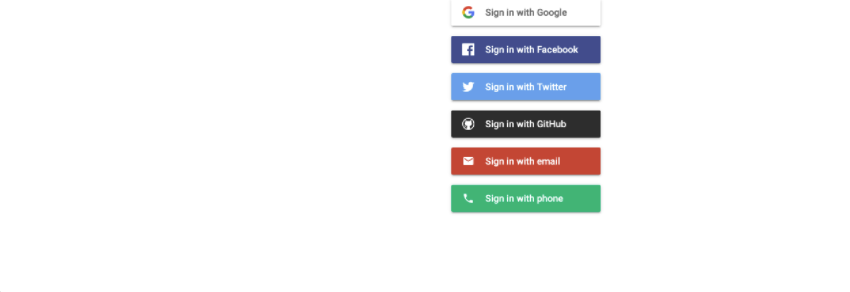 Sign in with Google
Sign in with Facebook
Sign in with Twitter
Sign in with GitHub
Sign in with email
Sign in with phone